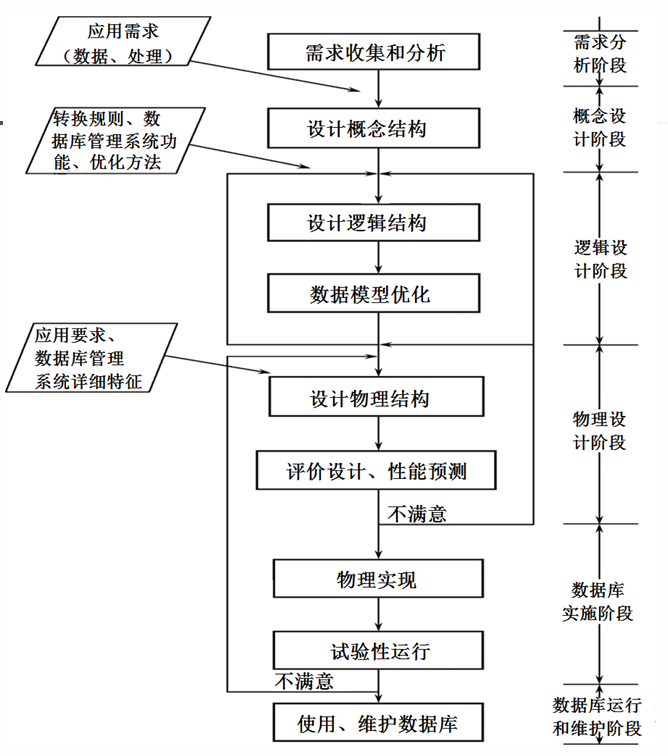 应用需求
（数据、处理）
需求收集和分析
需求分
析阶段
转换规则、数
据库管理系统功
能、优化方法
设计概念结构
概念设
计阶段
设计逻辑结构
数据模型优化
逻辑设
计阶段
应用要求、
数据库管理
系统详细特征
设计物理结构
评价设计、性能预测
不满意
物理设
计阶段
物理实现
试验性运行
不满意
数据库
实施阶段
使用、维护数据库
数据库运行
和维护阶段